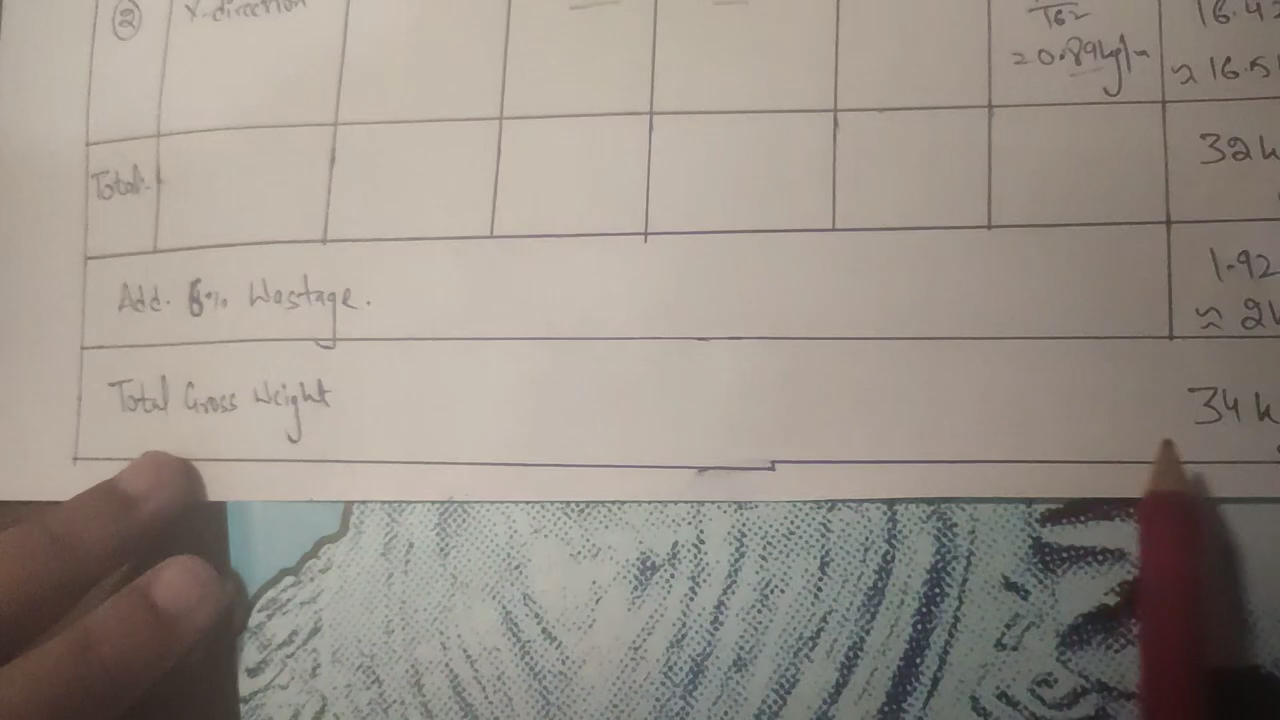 ② X-direction
162
= 0.89kg/m
16.4
≈ 16.5
Total.
32 k
Add. 6% Wastage.
1.92
≈ 2k
Total Gross Weight
34 k